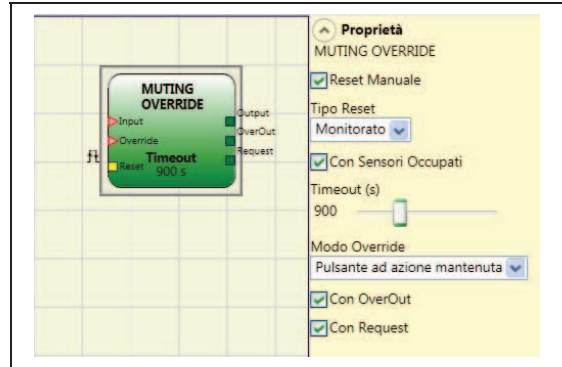 MUTING
OVERRIDE
Input
Override
Reset
Timeout
900 s
Output
OverOut
Request
Proprietà
MUTING OVERRIDE
Reset Manuale
Tipo Reset
Monitorato
Con Sensori Occupati
Timeout (s)
900
Modo Override
Pulsante ad azione mantenuta
Con OverOut
Con Request